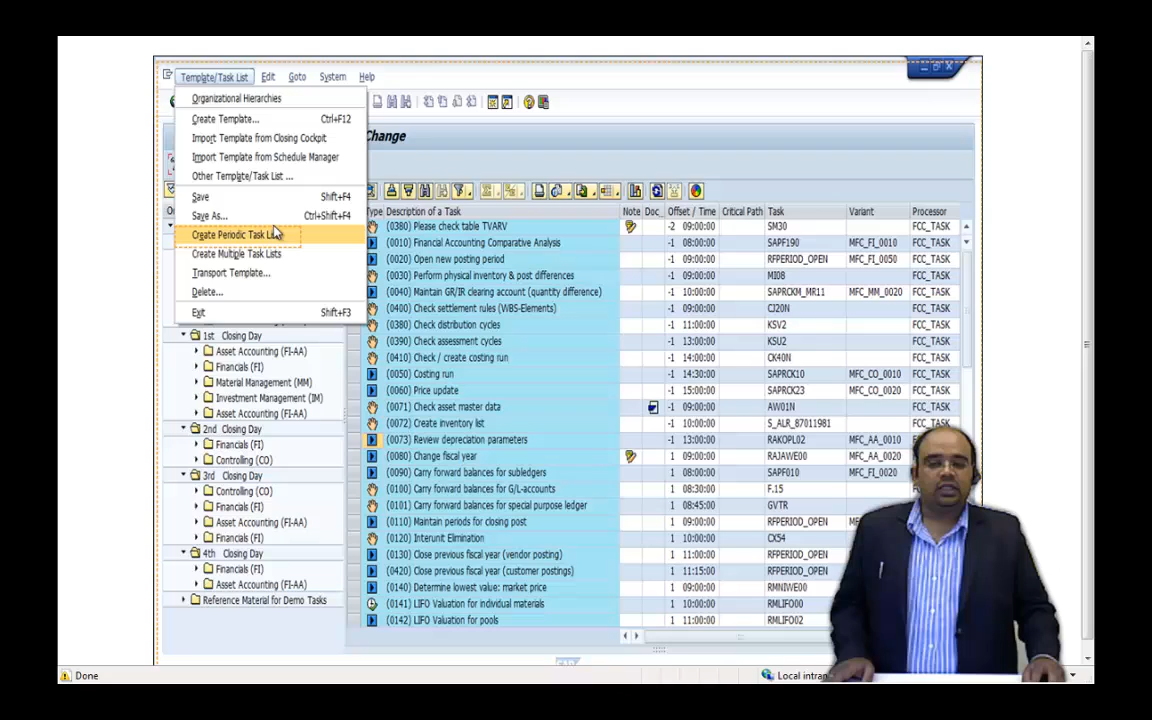 Template/Task List Edit Goto System Help
Organizational Hierarchies
Create Template... Ctrl+F12
Import Template from Closing Cockpit
Import Template from Schedule Manager
Other Template/Task List ...
Save Shift+F4
Save As... Ctrl+Shift+F4
Create Periodic Task List
Create Multiple Task Lists
Transport Template...
Delete...
Exit Shift+F3
Change
Type Description of a Task Note Doc_ Offset / Time Critical Path Task Variant Processor
(0380) Please check table TVARV -2 09:00:00 SM30 FCC_TASK
(0010) Financial Accounting Comparative Analysis -1 08:00:00 SAPF190 MFC_FI_0010 FCC_TASK
(0020) Open new posting period -1 09:00:00 RFPERIOD_OPEN MFC_FI_0050 FCC_TASK
(0030) Perform physical inventory & post differences -1 09:00:00 MI08 FCC_TASK
(0040) Maintain GR/IR clearing account (quantity difference) -1 10:00:00 SAPRCKM_MR11 MFC_MM_0020 FCC_TASK
(0400) Check settlement rules (WBS-Elements) -1 09:00:00 CJ20N FCC_TASK
(0380) Check distribution cycles -1 11:00:00 KSV2 FCC_TASK
(0390) Check assessment cycles -1 13:00:00 KSU2 FCC_TASK
(0410) Check / create costing run -1 14:00:00 CK40N FCC_TASK
(0050) Costing run -1 14:30:00 SAPRCK10 MFC_CO_0010 FCC_TASK
(0060) Price update -1 15:00:00 SAPRCK23 MFC_CO_0020 FCC_TASK
(0071) Check asset master data -1 09:00:00 AW01N FCC_TASK
(0072) Create inventory list -1 10:00:00 S_ALR_87011981 FCC_TASK
(0073) Review depreciation parameters -1 13:00:00 RAKOPL02 MFC_AA_0010 FCC_TASK
(0080) Change fiscal year 1 09:00:00 RAJAWE00 MFC_AA_0020
(0090) Carry forward balances for subledgers 1 08:00:00 SAPF010 MFC_FI_0020
(0100) Carry forward balances for G/L-accounts 1 08:30:00 F.15
(0101) Carry forward balances for special purpose ledger 1 08:45:00 GVTR
(0110) Maintain periods for closing post 1 09:00:00 RFPERIOD_OPEN
(0120) Interunit Elimination 1 10:00:00 CX54
(0130) Close previous fiscal year (vendor posting) 1 11:00:00 RFPERIOD_OPEN
(0420) Close previous fiscal year (customer postings) 1 11:15:00 RFPERIOD_OPEN
(0140) Determine lowest value: market price 1 09:00:00 RMNIWE00
(0141) LIFO Valuation for individual materials 1 10:00:00 RMLIFO00
(0142) LIFO Valuation for pools 1 11:00:00 RMLIFO02
1st Closing Day
Asset Accounting (FI-AA)
Financials (FI)
Material Management (MM)
Investment Management (IM)
Asset Accounting (FI-AA)
2nd Closing Day
Financials (FI)
Controlling (CO)
3rd Closing Day
Controlling (CO)
Financials (FI)
Asset Accounting (FI-AA)
Financials (FI)
4th Closing Day
Financials (FI)
Asset Accounting (FI-AA)
Reference Material for Demo Tasks
SAP
Done
Local intran